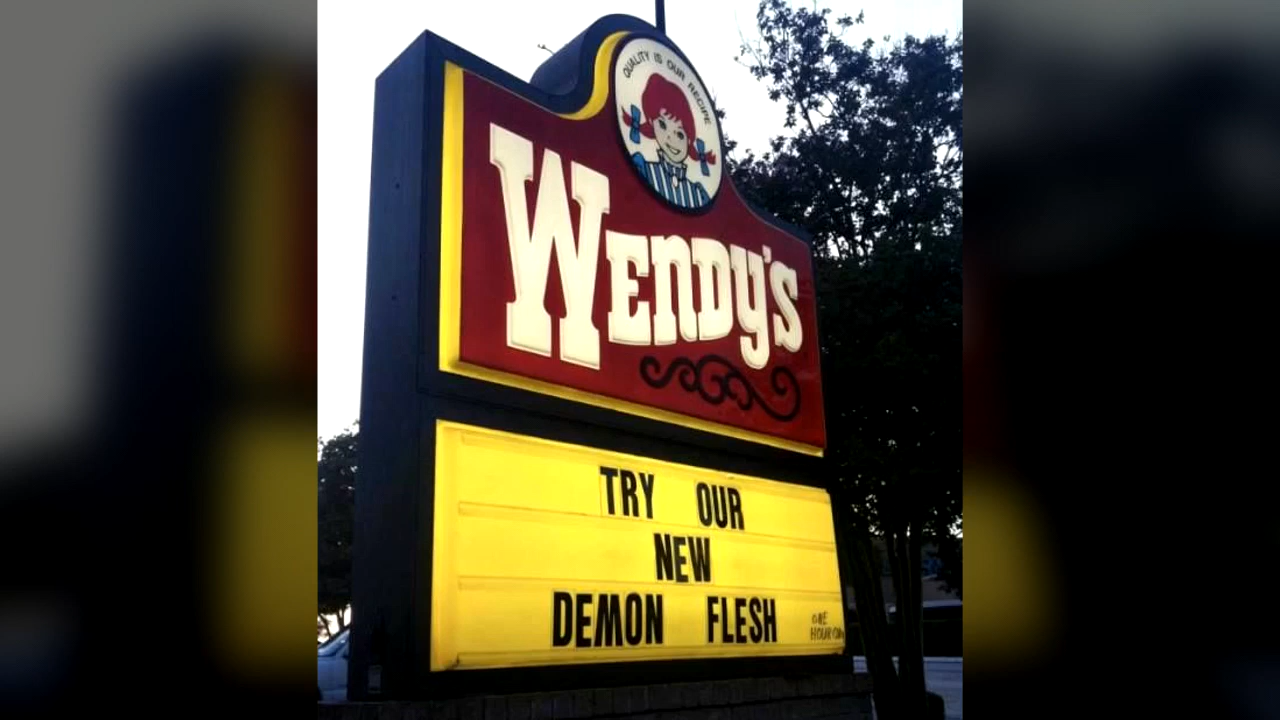 QUALITY IS OUR RECIPE
WENDY'S
TRY OUR
NEW
DEMON FLESH